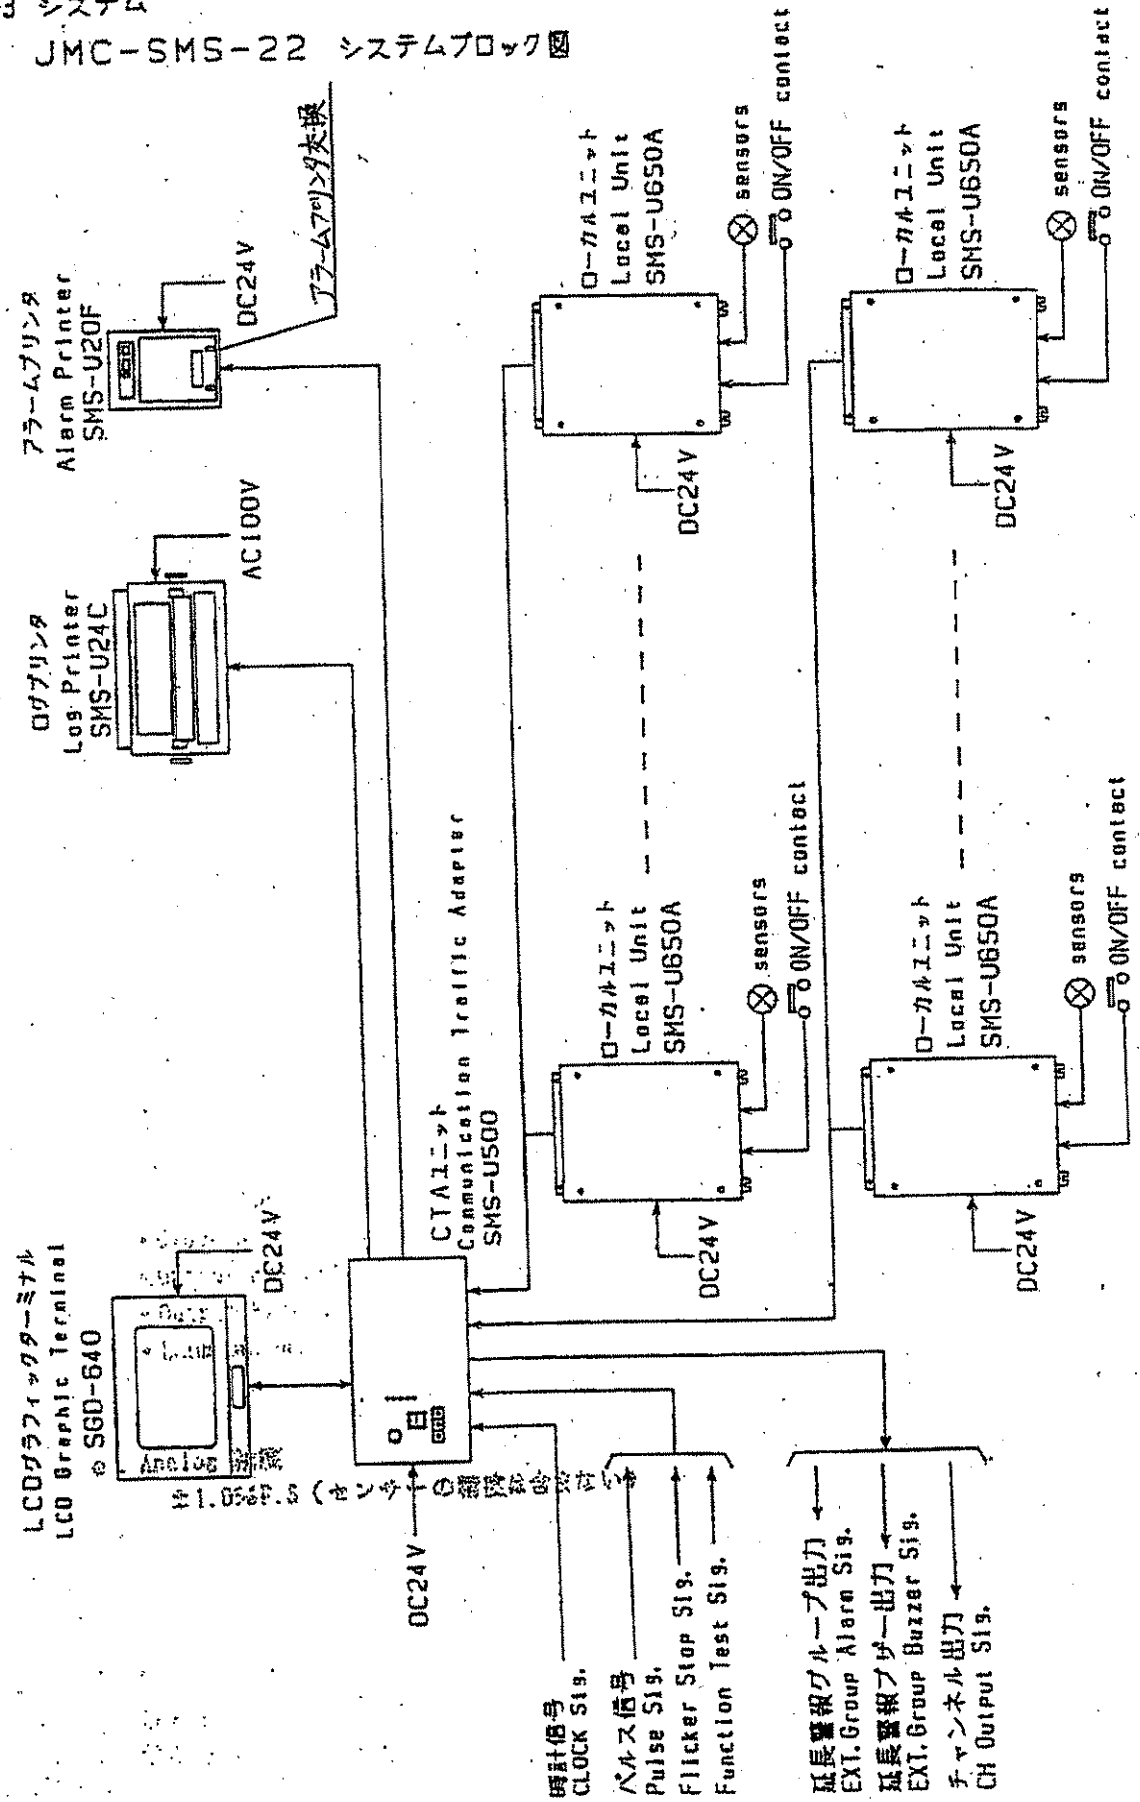 3 システム
JMC-SMS-22 システムブロック図
LCDグラフィックターミナル
LCD Graphic Terminal
SGD-640
DC24V
ログプリンタ
Log Printer
SMS-U24C
AC100V
アラームプリンタ
Alarm Printer
SMS-U20F
DC24V
アラームプリンタ交換
CTAユニット
Communication Traffic Adapter
SMS-U500
DC24V
Analog
ローカルユニット
Local Unit
SMS-U650A
sensors
ON/OFF contact
DC24V
ローカルユニット
Local Unit
SMS-U650A
sensors
ON/OFF contact
DC24V
ローカルユニット
Local Unit
SMS-U650A
sensors
ON/OFF contact
DC24V
ローカルユニット
Local Unit
SMS-U650A
sensors
ON/OFF contact
DC24V
時計信号
CLOCK Sig.
パルス信号
Pulse Sig.
Flicker Stop Sig.
Function Test Sig.
延長警報グループ出力
EXT.Group Alarm Sig.
延長警報ブザー出力
EXT.Group Buzzer Sig.
チャンネル出力
CH Output Sig.